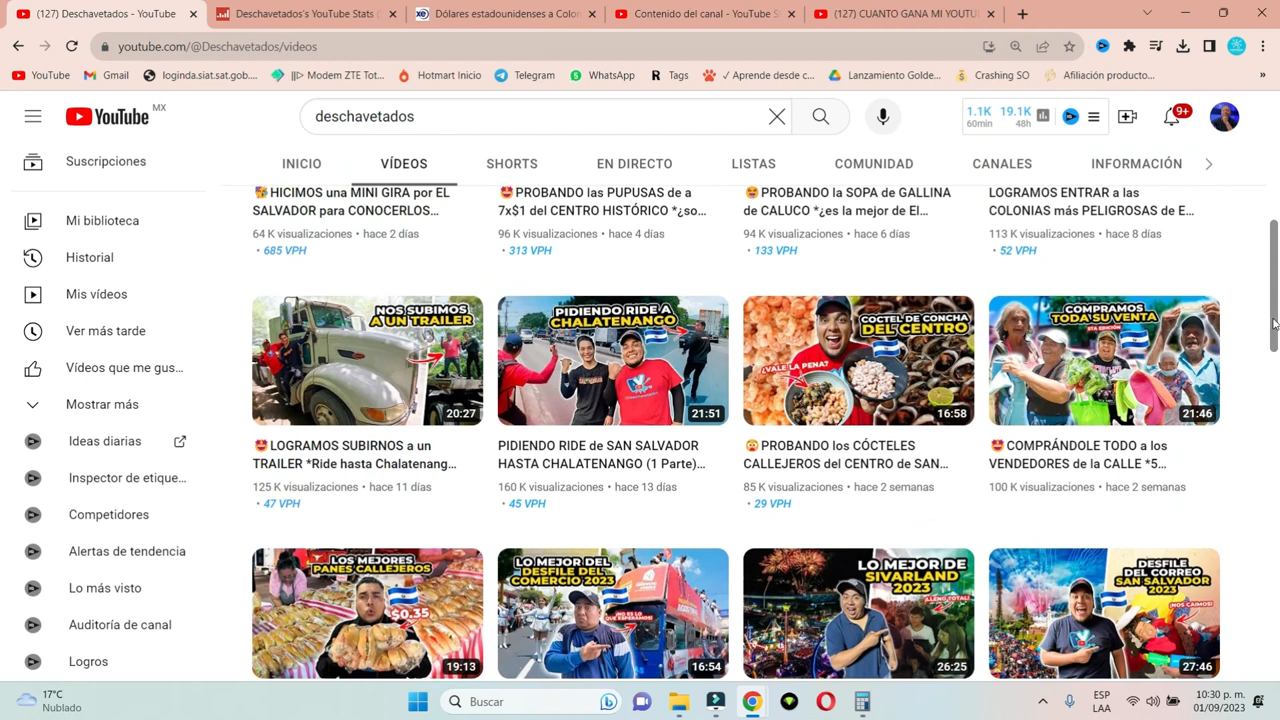 (127) Deschavetados - YouTube
Deschavetados's YouTube Stats (
Dólares estadounidenses a Colon
Contenido del canal - YouTube S
(127) CUANTO GANA MI YOUTU
youtube.com/@Deschavetados/videos
YouTube
Gmail
loginda.siat.sat.gob....
||▷ Modem ZTE Tot...
Hotmart Inicio
Telegram
WhatsApp
Tags
✓ Aprende desde c...
Lanzamiento Golde...
Crashing SO
Afiliación producto...
»
YouTube MX
deschavetados
1.1K 19.1K
60min 48h
9+
Suscripciones
INICIO
VÍDEOS
SHORTS
EN DIRECTO
LISTAS
COMUNIDAD
CANALES
INFORMACIÓN
Mi biblioteca
Historial
Mis vídeos
Ver más tarde
Vídeos que me gus...
Mostrar más
Ideas diarias
Inspector de etique...
Competidores
Alertas de tendencia
Lo más visto
Auditoría de canal
Logros
🥳HICIMOS una MINI GIRA por EL
SALVADOR para CONOCERLOS...
64 K visualizaciones • hace 2 días
• 685 VPH
🤩PROBANDO las PUPUSAS de a
7x$1 del CENTRO HISTÓRICO *¿so...
96 K visualizaciones • hace 4 días
• 313 VPH
😫PROBANDO la SOPA de GALLINA
de CALUCO *¿es la mejor de El...
94 K visualizaciones • hace 6 días
• 133 VPH
LOGRAMOS ENTRAR a las
COLONIAS más PELIGROSAS de E...
113 K visualizaciones • hace 8 días
• 52 VPH
NOS SUBIMOS
A UN TRAILER
20:27
🤩LOGRAMOS SUBIRNOS a un
TRAILER *Ride hasta Chalatenang...
125 K visualizaciones • hace 11 días
• 47 VPH
PIDIENDO RIDE A
CHALATENANGO
21:51
PIDIENDO RIDE de SAN SALVADOR
HASTA CHALATENANGO (1 Parte)...
160 K visualizaciones • hace 13 días
• 45 VPH
COCTEL DE CONCHA
DEL CENTRO
¿VALE LA PENA?
16:58
😨PROBANDO los CÓCTELES
CALLEJEROS del CENTRO de SAN...
85 K visualizaciones • hace 2 semanas
• 29 VPH
COMPRAMOS
TODA SU VENTA
5TA EDICIÓN
21:46
🤩COMPRÁNDOLE TODO a los
VENDEDORES de la CALLE *5...
100 K visualizaciones • hace 2 semanas
LOS MEJORES
PANES CALLEJEROS
$0.35
19:13
LO MEJOR DEL
DESFILE DEL
COMERCIO 2023
¡NO ES LO
QUE ESPERAMOS!
16:54
LO MEJOR DE
SIVARLAND
2023
¡LLENO TOTAL!
26:25
DESFILE
DEL CORREO
SAN SALVADOR
2023
¡NOS CAIMOS!
27:46
17°C
Nublado
Buscar
ESP
LAA
10:30 p. m.
01/09/2023